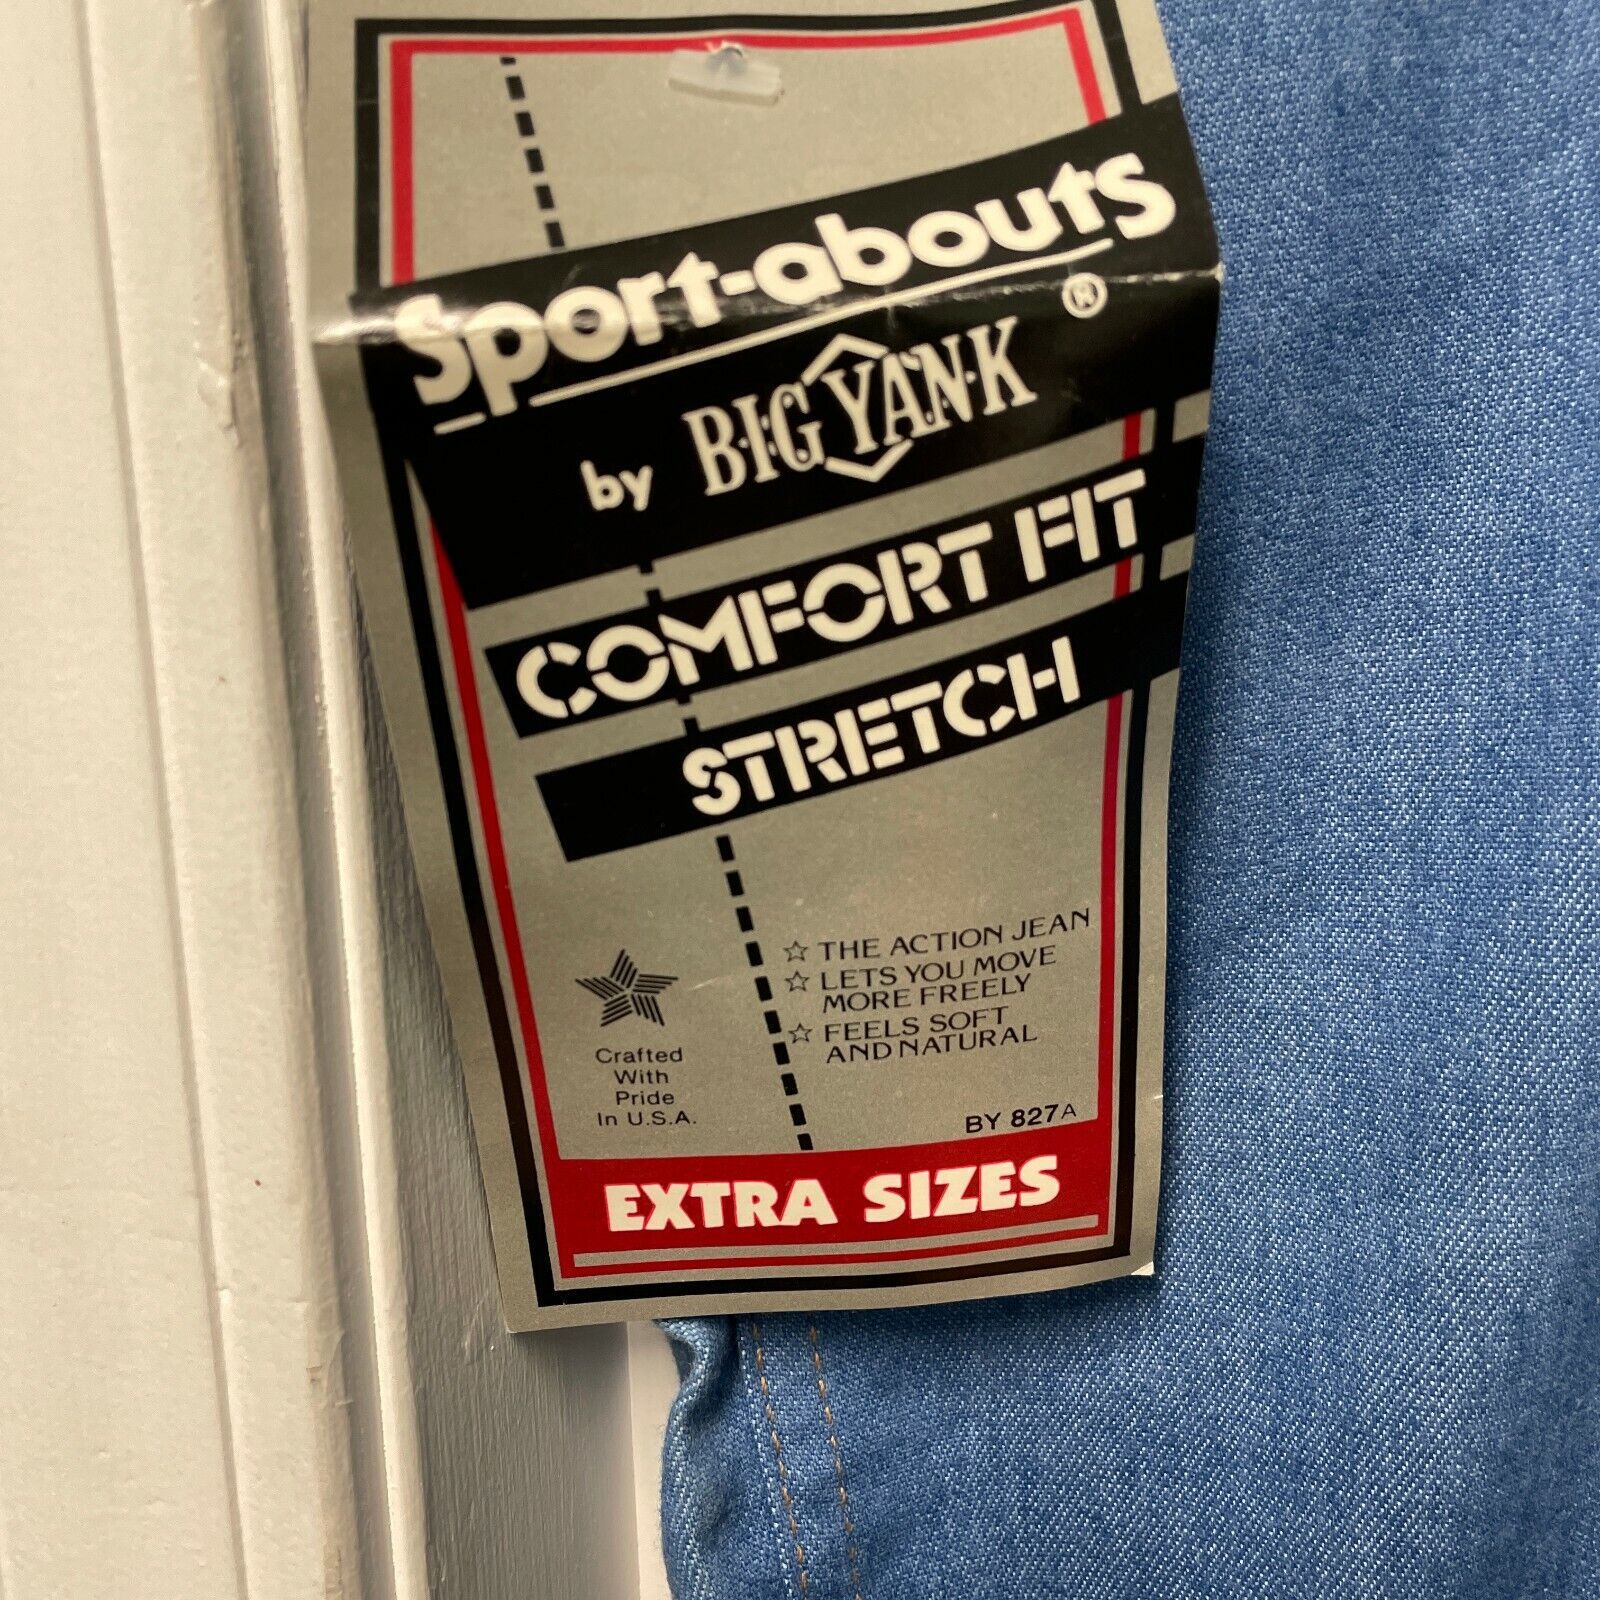 Sport-abouts
by BIG YANK ®
COMFORT FIT
STRETCH
☆ THE ACTION JEAN
☆ LETS YOU MOVE
MORE FREELY
☆ FEELS SOFT
AND NATURAL
Crafted
With
Pride
In U.S.A.
BY 827A
EXTRA SIZES